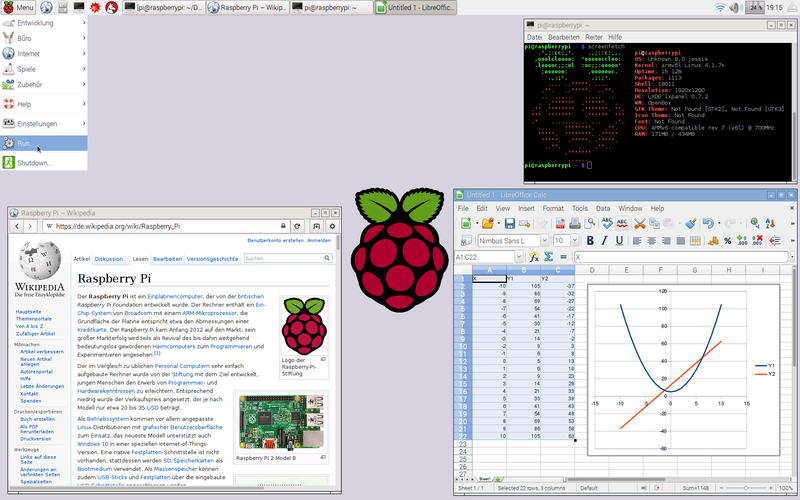 Menu
[pi@raspberrypi: ~/D...
Raspberry Pi – Wikip...
pi@raspberrypi: ~
Untitled 1 - LibreOffic...
24 %
19:15
Entwicklung
Büro
Internet
Spiele
Zubehör
Help
Einstellungen
Run...
Shutdown...
pi@raspberrypi: ~
Datei Bearbeiten Reiter Hilfe
pi@raspberrypi ~ $ screenfetch
pi@raspberrypi
OS: Unknown 8.0 jessie
Kernel: armv6l Linux 4.1.7+
Uptime: 1h 12m
Packages: 1113
Shell: 18011
Resolution: 1920x1200
DE: LXDE lxpanel 0.7.2
WM: OpenBox
GTK Theme: Not Found [GTK2], Not Found [GTK3]
Icon Theme: Not Found
Font: Not Found
CPU: ARMv6-compatible rev 7 (v6l) @ 700MHz
RAM: 171MB / 434MB
pi@raspberrypi ~ $
Raspberry Pi – Wikipedia
https://de.wikipedia.org/wiki/Raspberry_Pi
Benutzerkonto erstellen Anmelden
Artikel Diskussion Lesen Bearbeiten Versionsgeschichte Suchen
WIKIPEDIA
Die freie Enzyklopädie
Hauptseite
Themenportale
Von A bis Z
Zufälliger Artikel
Mitmachen
Artikel verbessern
Neuen Artikel
anlegen
Autorenportal
Hilfe
Letzte Änderungen
Kontakt
Spenden
Drucken/exportieren
Buch erstellen
Als PDF
herunterladen
Druckversion
Werkzeuge
Links auf diese
Seite
Änderungen an
verlinkten Seiten
Spezialseiten
Raspberry Pi
Der Raspberry Pi ist ein Einplatinencomputer, der von der britischen
Raspberry Pi Foundation entwickelt wurde. Der Rechner enthält ein Ein-
Chip-System von Broadcom mit einem ARM-Mikroprozessor, die
Grundfläche der Platine entspricht etwa den Abmessungen einer
Kreditkarte. Der Raspberry Pi kam Anfang 2012 auf den Markt; sein
großer Markterfolg wird teils als Revival des bis dahin weitgehend
bedeutungslos gewordenen Heimcomputers zum Programmieren und
Experimentieren angesehen.[1]
Der im Vergleich zu üblichen Personal Computern sehr einfach
aufgebaute Rechner wurde von der Stiftung mit dem Ziel entwickelt,
jungen Menschen den Erwerb von Programmier- und
Hardwarekenntnissen zu erleichtern. Entsprechend
niedrig wurde der Verkaufspreis angesetzt, der je nach
Modell nur etwa 20 bis 35 USD beträgt.
Als Betriebssystem kommen vor allem angepasste
Linux-Distributionen mit grafischer Benutzeroberfläche
zum Einsatz, das neueste Modell unterstützt auch
Windows 10 in einer speziellen Internet-of-Things-
Version. Eine native Festplatten-Schnittstelle ist nicht
vorhanden, stattdessen werden SD-Speicherkarten als
Bootmedium verwendet. Als Massenspeicher können
zudem USB-Sticks und Festplatten über die eingebaute
Logo der
Raspberry-Pi-
Stiftung
Raspberry Pi 2 Model B
Untitled 1 - LibreOffice Calc
File Edit View Insert Format Tools Data Window Help
Nimbus Sans L 10
A1:C22 X
A B C D E F G H I
1 X Y1 Y2
2 -10 105 -37
3 -9 86 -32
4 -8 69 -27
5 -7 54 -22
6 -6 41 -17
7 -5 30 -12
8 -4 21 -7
9 -3 14 -2
10 -2 9 3
11 -1 6 8
12 0 5 13
13 1 6 18
14 2 9 23
15 3 14 28
16 4 21 33
17 5 30 38
18 6 41 43
19 7 54 48
20 8 69 53
21 9 86 58
22 10 105 63
23
24
25
26
27
120
100
80
60
40
20
0
-20
-40
-60
-15 -10 -5 0 5 10 15
Y1
Y2
Sheet1
Sheet 1 / 1 Selected 22 rows, 3 columns Default Sum=1148 100%